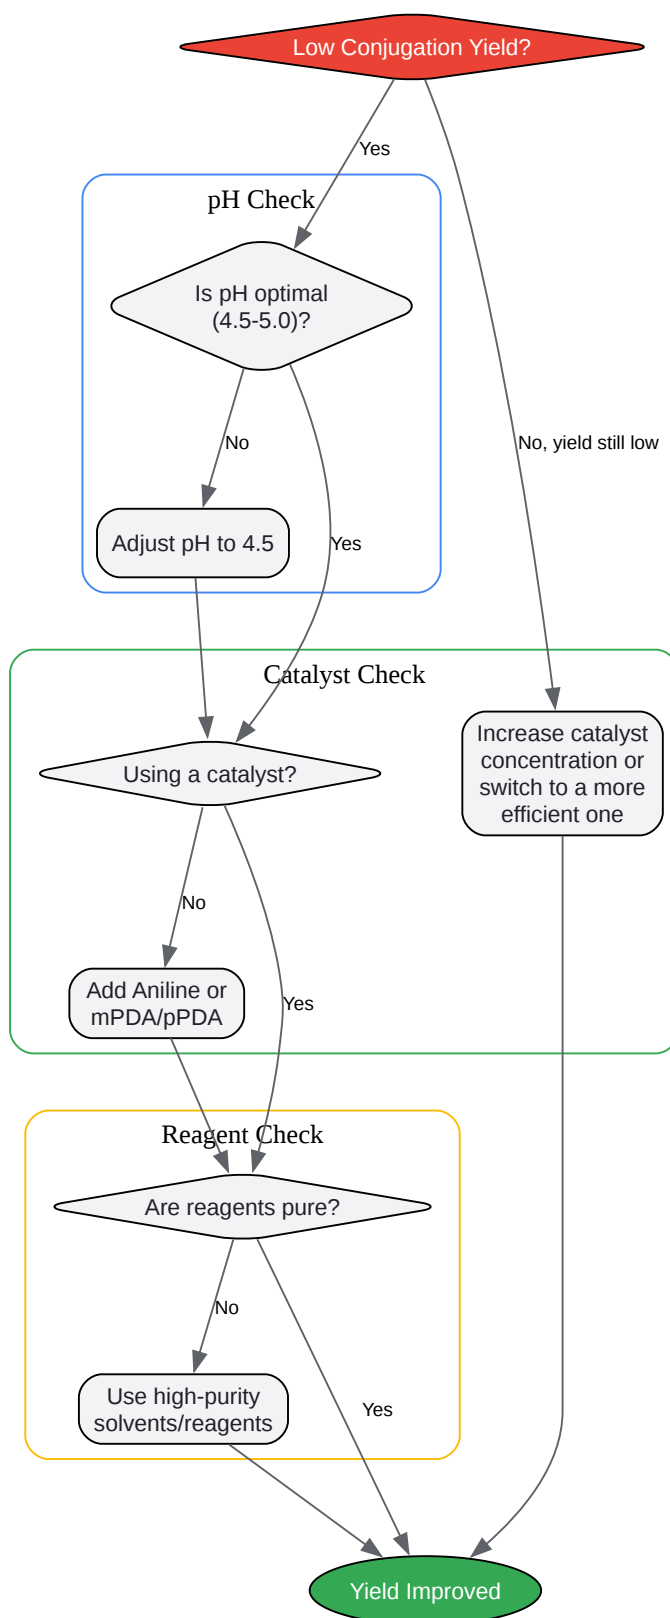 Low Conjugation Yield?
Yes
pH Check
Is pH optimal
(4.5-5.0)?
No
No, yield still low
Adjust pH to 4.5
Yes
Catalyst Check
Increase catalyst
concentration or
switch to a more
efficient one
Using a catalyst?
No
Add Aniline or
mPDA/pPDA
Yes
Reagent Check
Are reagents pure?
No
Use high-purity
solvents/reagents
Yes
Yield Improved